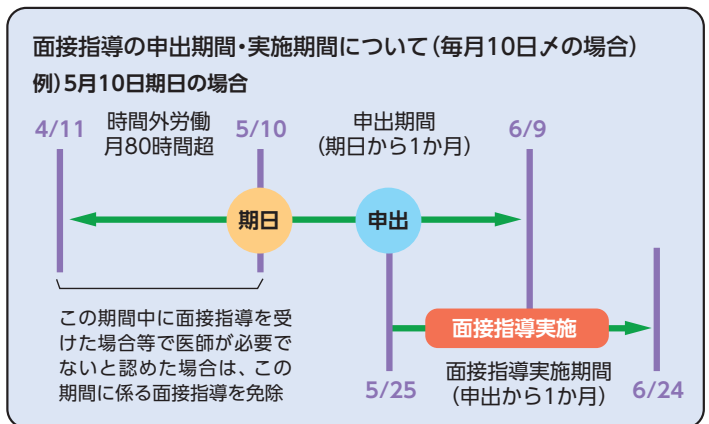 面接指導の申出期間・実施期間について（毎月10日〆の場合）
例）5月10日期日の場合
4/11
時間外労働
月80時間超
5/10
申出期間
（期日から1か月）
6/9
期日
申出
この期間中に面接指導を受
けた場合等で医師が必要で
ないと認めた場合は、この
期間に係る面接指導を免除
面接指導実施
5/25
面接指導実施期間
（申出から1か月）
6/24